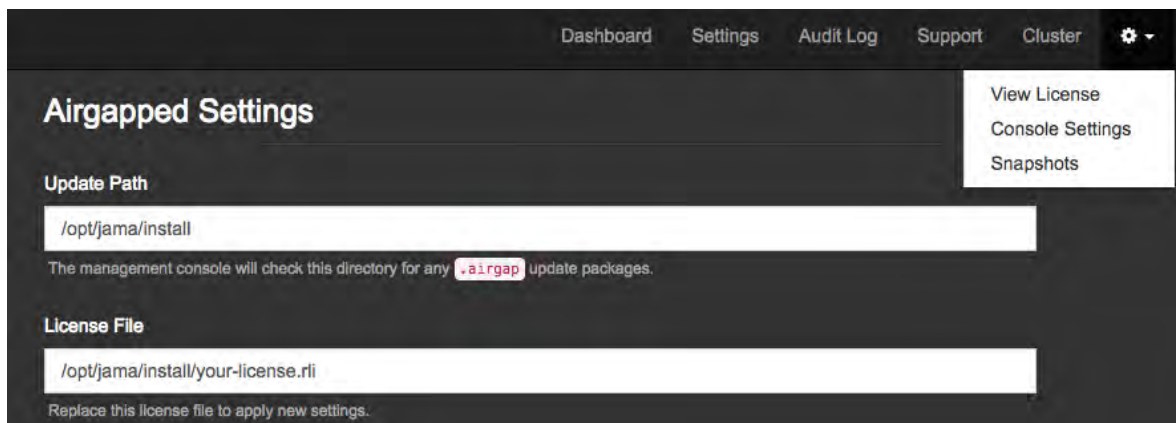 Dashboard Settings Audit Log Support Cluster
View License
Console Settings
Snapshots
Airgapped Settings
Update Path
/opt/jama/install
The management console will check this directory for any .airgap update packages.
License File
/opt/jama/install/your-license.rli
Replace this license file to apply new settings.